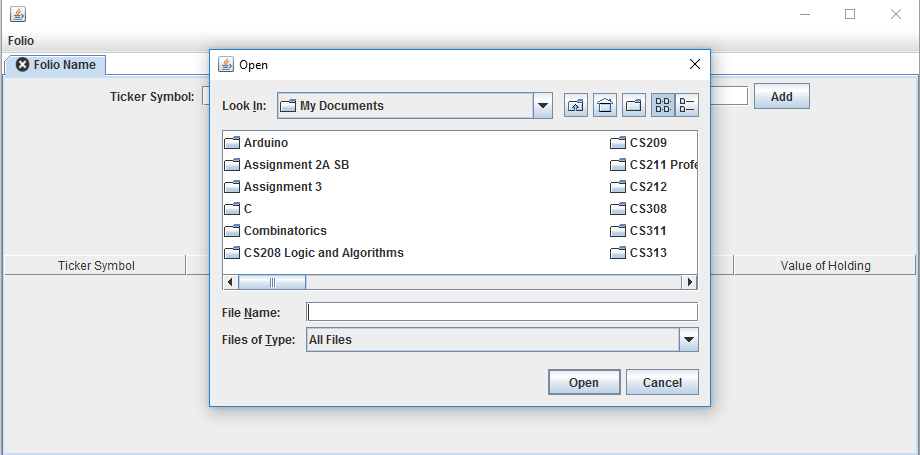 Folio
Folio Name
Ticker Symbol:
Add
Open
Look In:
My Documents
Arduino
Assignment 2A SB
Assignment 3
C
Combinatorics
CS208 Logic and Algorithms
CS209
CS211 Profe
CS212
CS308
CS311
CS313
Ticker Symbol
Value of Holding
File Name:
Files of Type:
All Files
Open
Cancel